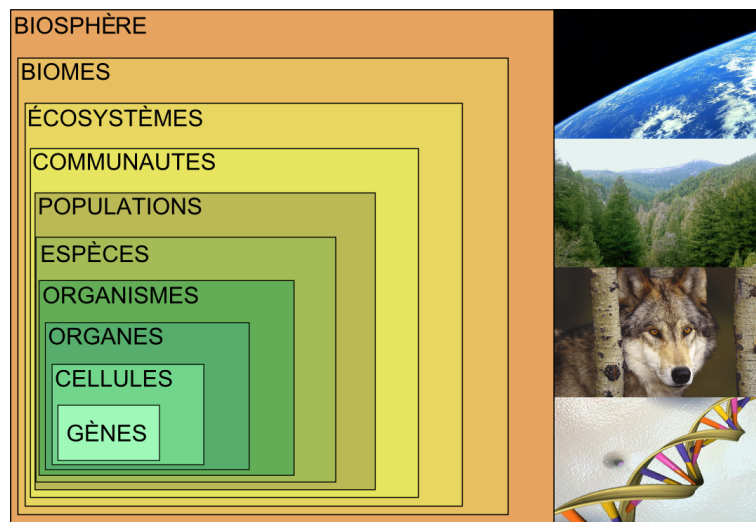 BIOSPHÈRE
BIOMES
ÉCOSYSTÈMES
COMMUNAUTES
POPULATIONS
ESPÈCES
ORGANISMES
ORGANES
CELLULES
GÈNES